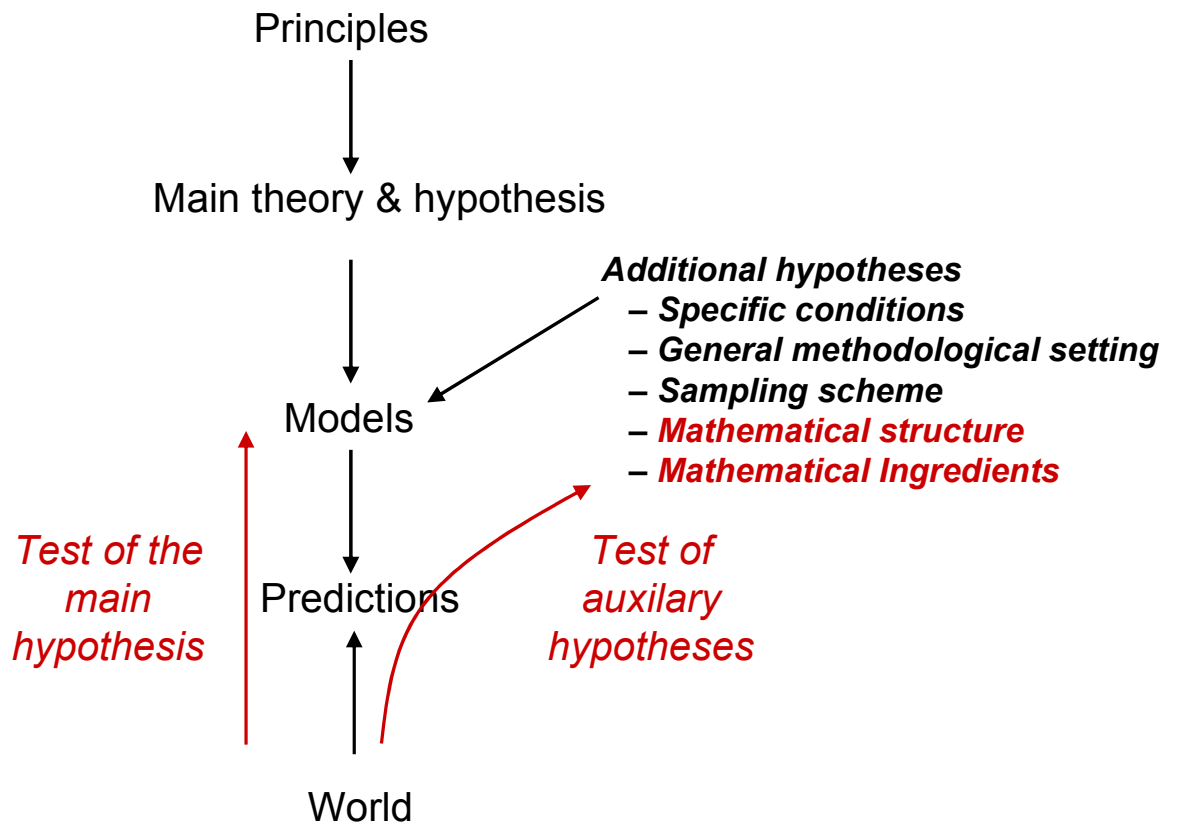 Principles
Main theory & hypothesis
Additional hypotheses
– Specific conditions
– General methodological setting
– Sampling scheme
– Mathematical structure
– Mathematical Ingredients
Models
Test of the
main
hypothesis
Predictions
Test of
auxilary
hypotheses
World